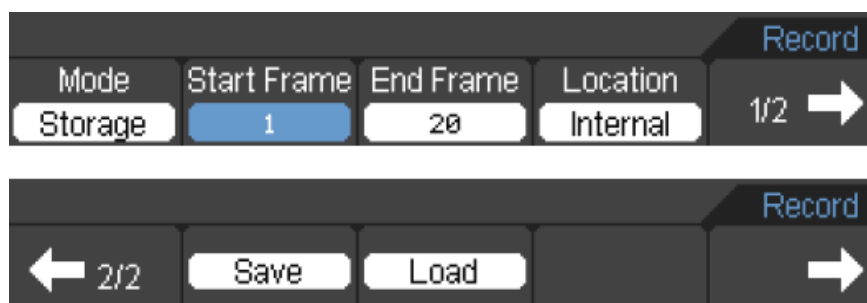 Record
Mode Start Frame End Frame Location
Storage 1 20 Internal 1/2
Record
2/2 Save Load